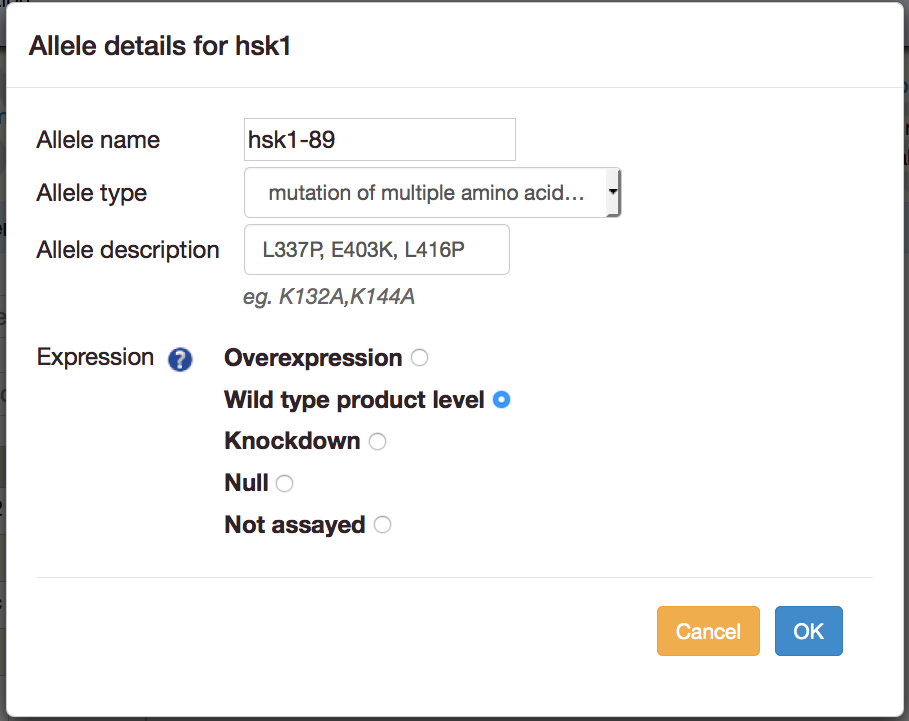 Allele details for hsk1
Allele name hsk1-89
Allele type mutation of multiple amino acid...
Allele description L337P, E403K, L416P
eg. K132A,K144A
Expression ? Overexpression
Wild type product level
Knockdown
Null
Not assayed
Cancel OK